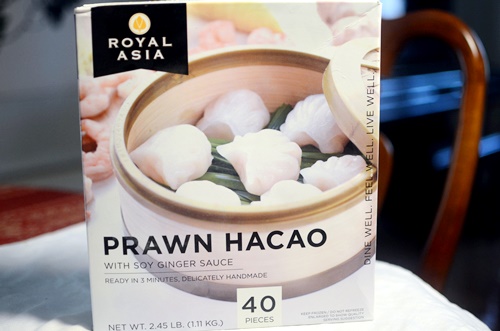 ROYAL
ASIA
DINE WELL. FEEL WELL. LIVE WELL.
PRAWN HACAO
WITH SOY GINGER SAUCE
READY IN 3 MINUTES, DELICATELY HANDMADE
40
PIECES
NET WT. 2.45 LB. (1.11 KG.)